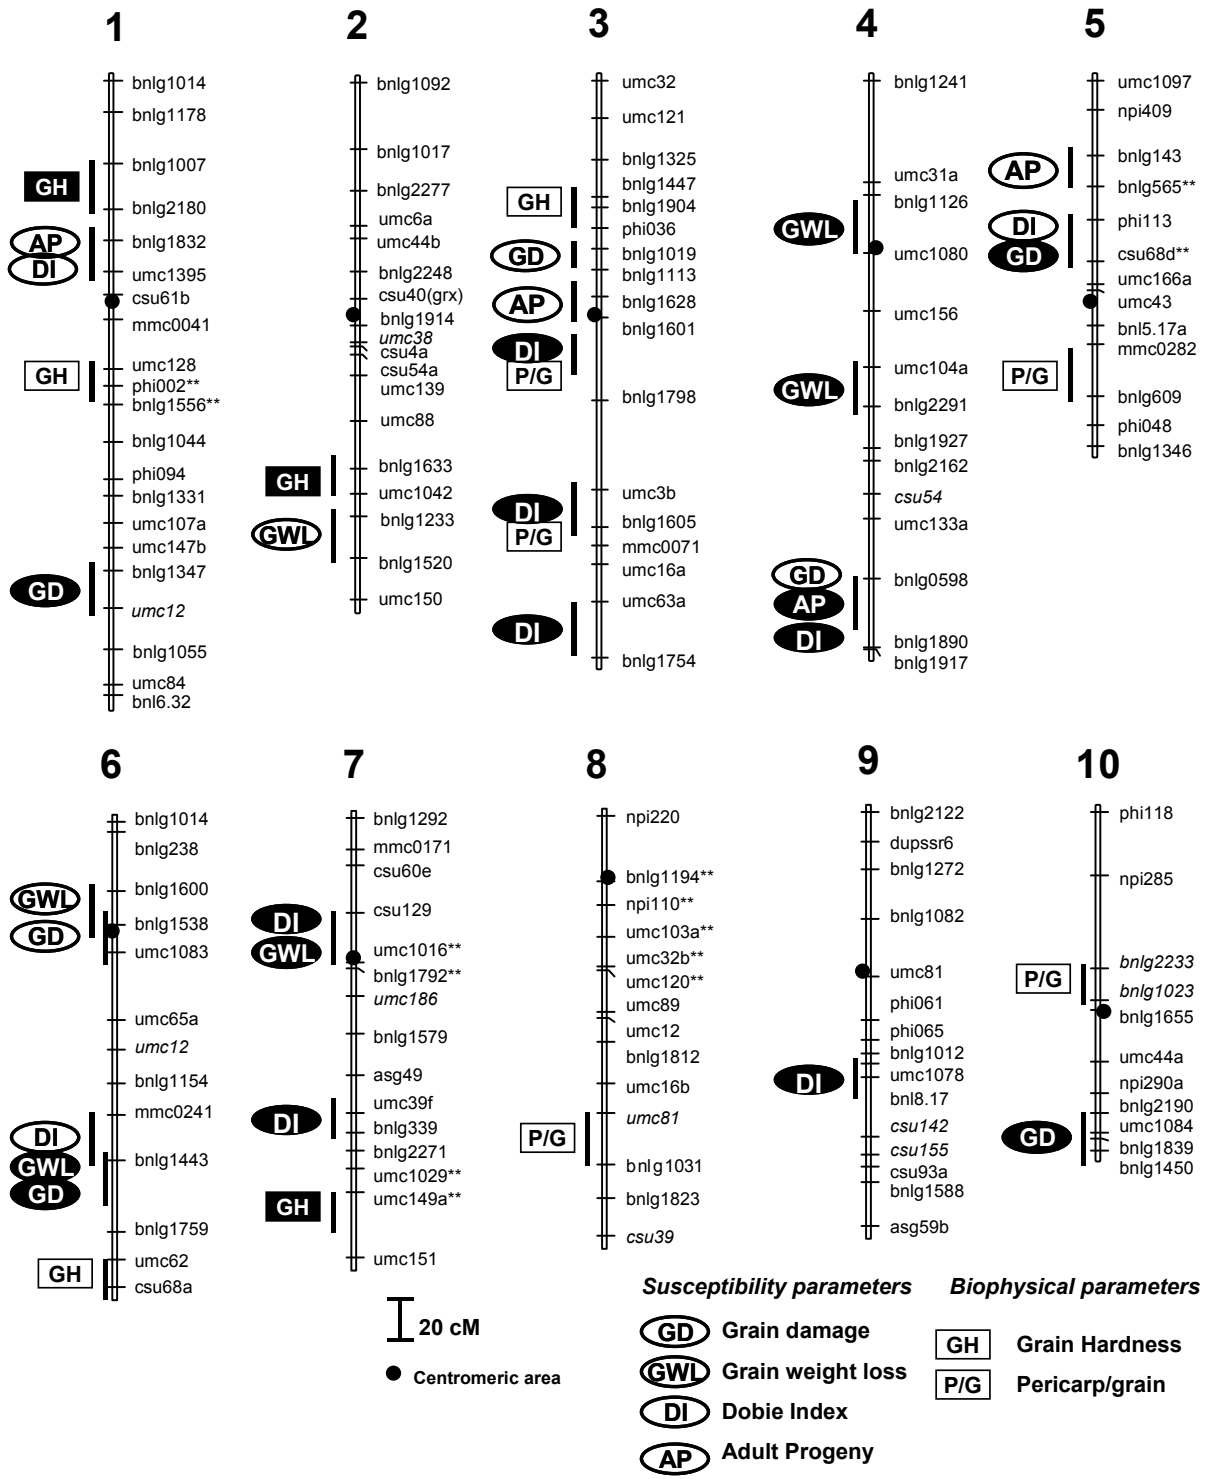 1
bnlg1014
bnlg1178
bnlg1007
GH
bnlg2180
AP
bnlg1832
DI
umc1395
csu61b
mmc0041
umc128
GH
phi002**
bnlg1556**
bnlg1044
phi094
bnlg1331
umc107a
umc147b
bnlg1347
GD
umc12
bnlg1055
umc84
bnl6.32
2
bnlg1092
bnlg1017
bnlg2277
umc6a
umc44b
bnlg2248
csu40(grx)
bnlg1914
umc38
csu4a
csu54a
umc139
umc88
bnlg1633
GH
umc1042
bnlg1233
GWL
bnlg1520
umc150
3
umc32
umc121
bnlg1325
bnlg1447
GH
bnlg1904
phi036
GD
bnlg1019
bnlg1113
AP
bnlg1628
bnlg1601
DI
P/G
bnlg1798
umc3b
DI
bnlg1605
P/G
mmc0071
umc16a
umc63a
DI
bnlg1754
4
bnlg1241
umc31a
bnlg1126
GWL
umc1080
umc156
umc104a
GWL
bnlg2291
bnlg1927
bnlg2162
csu54
umc133a
GD
bnlg0598
AP
DI
bnlg1890
bnlg1917
5
umc1097
npi409
bnlg143
AP
bnlg565**
phi113
DI
GD
csu68d**
umc166a
umc43
bnl5.17a
mmc0282
P/G
bnlg609
phi048
bnlg1346
6
bnlg1014
bnlg238
bnlg1600
GWL
bnlg1538
GD
umc1083
umc65a
umc12
bnlg1154
mmc0241
DI
bnlg1443
GWL
GD
bnlg1759
umc62
GH
csu68a
7
bnlg1292
mmc0171
csu60e
csu129
DI
umc1016**
GWL
bnlg1792**
umc186
bnlg1579
asg49
umc39f
DI
bnlg339
bnlg2271
umc1029**
umc149a**
GH
umc151
8
npi220
bnlg1194**
npi110**
umc103a**
umc32b**
umc120**
umc89
umc12
bnlg1812
umc16b
umc81
P/G
bnlg1031
bnlg1823
csu39
9
bnlg2122
dupssr6
bnlg1272
bnlg1082
umc81
phi061
phi065
bnlg1012
umc1078
DI
bnl8.17
csu142
csu155
csu93a
bnlg1588
asg59b
10
phi118
npi285
bnlg2233
P/G
bnlg1023
bnlg1655
umc44a
npi290a
bnlg2190
umc1084
GD
bnlg1839
bnlg1450
20 cM
Centromeric area
Susceptibility parameters
GD Grain damage
GWL Grain weight loss
DI Dobie Index
AP Adult Progeny
Biophysical parameters
GH Grain Hardness
P/G Pericarp/grain